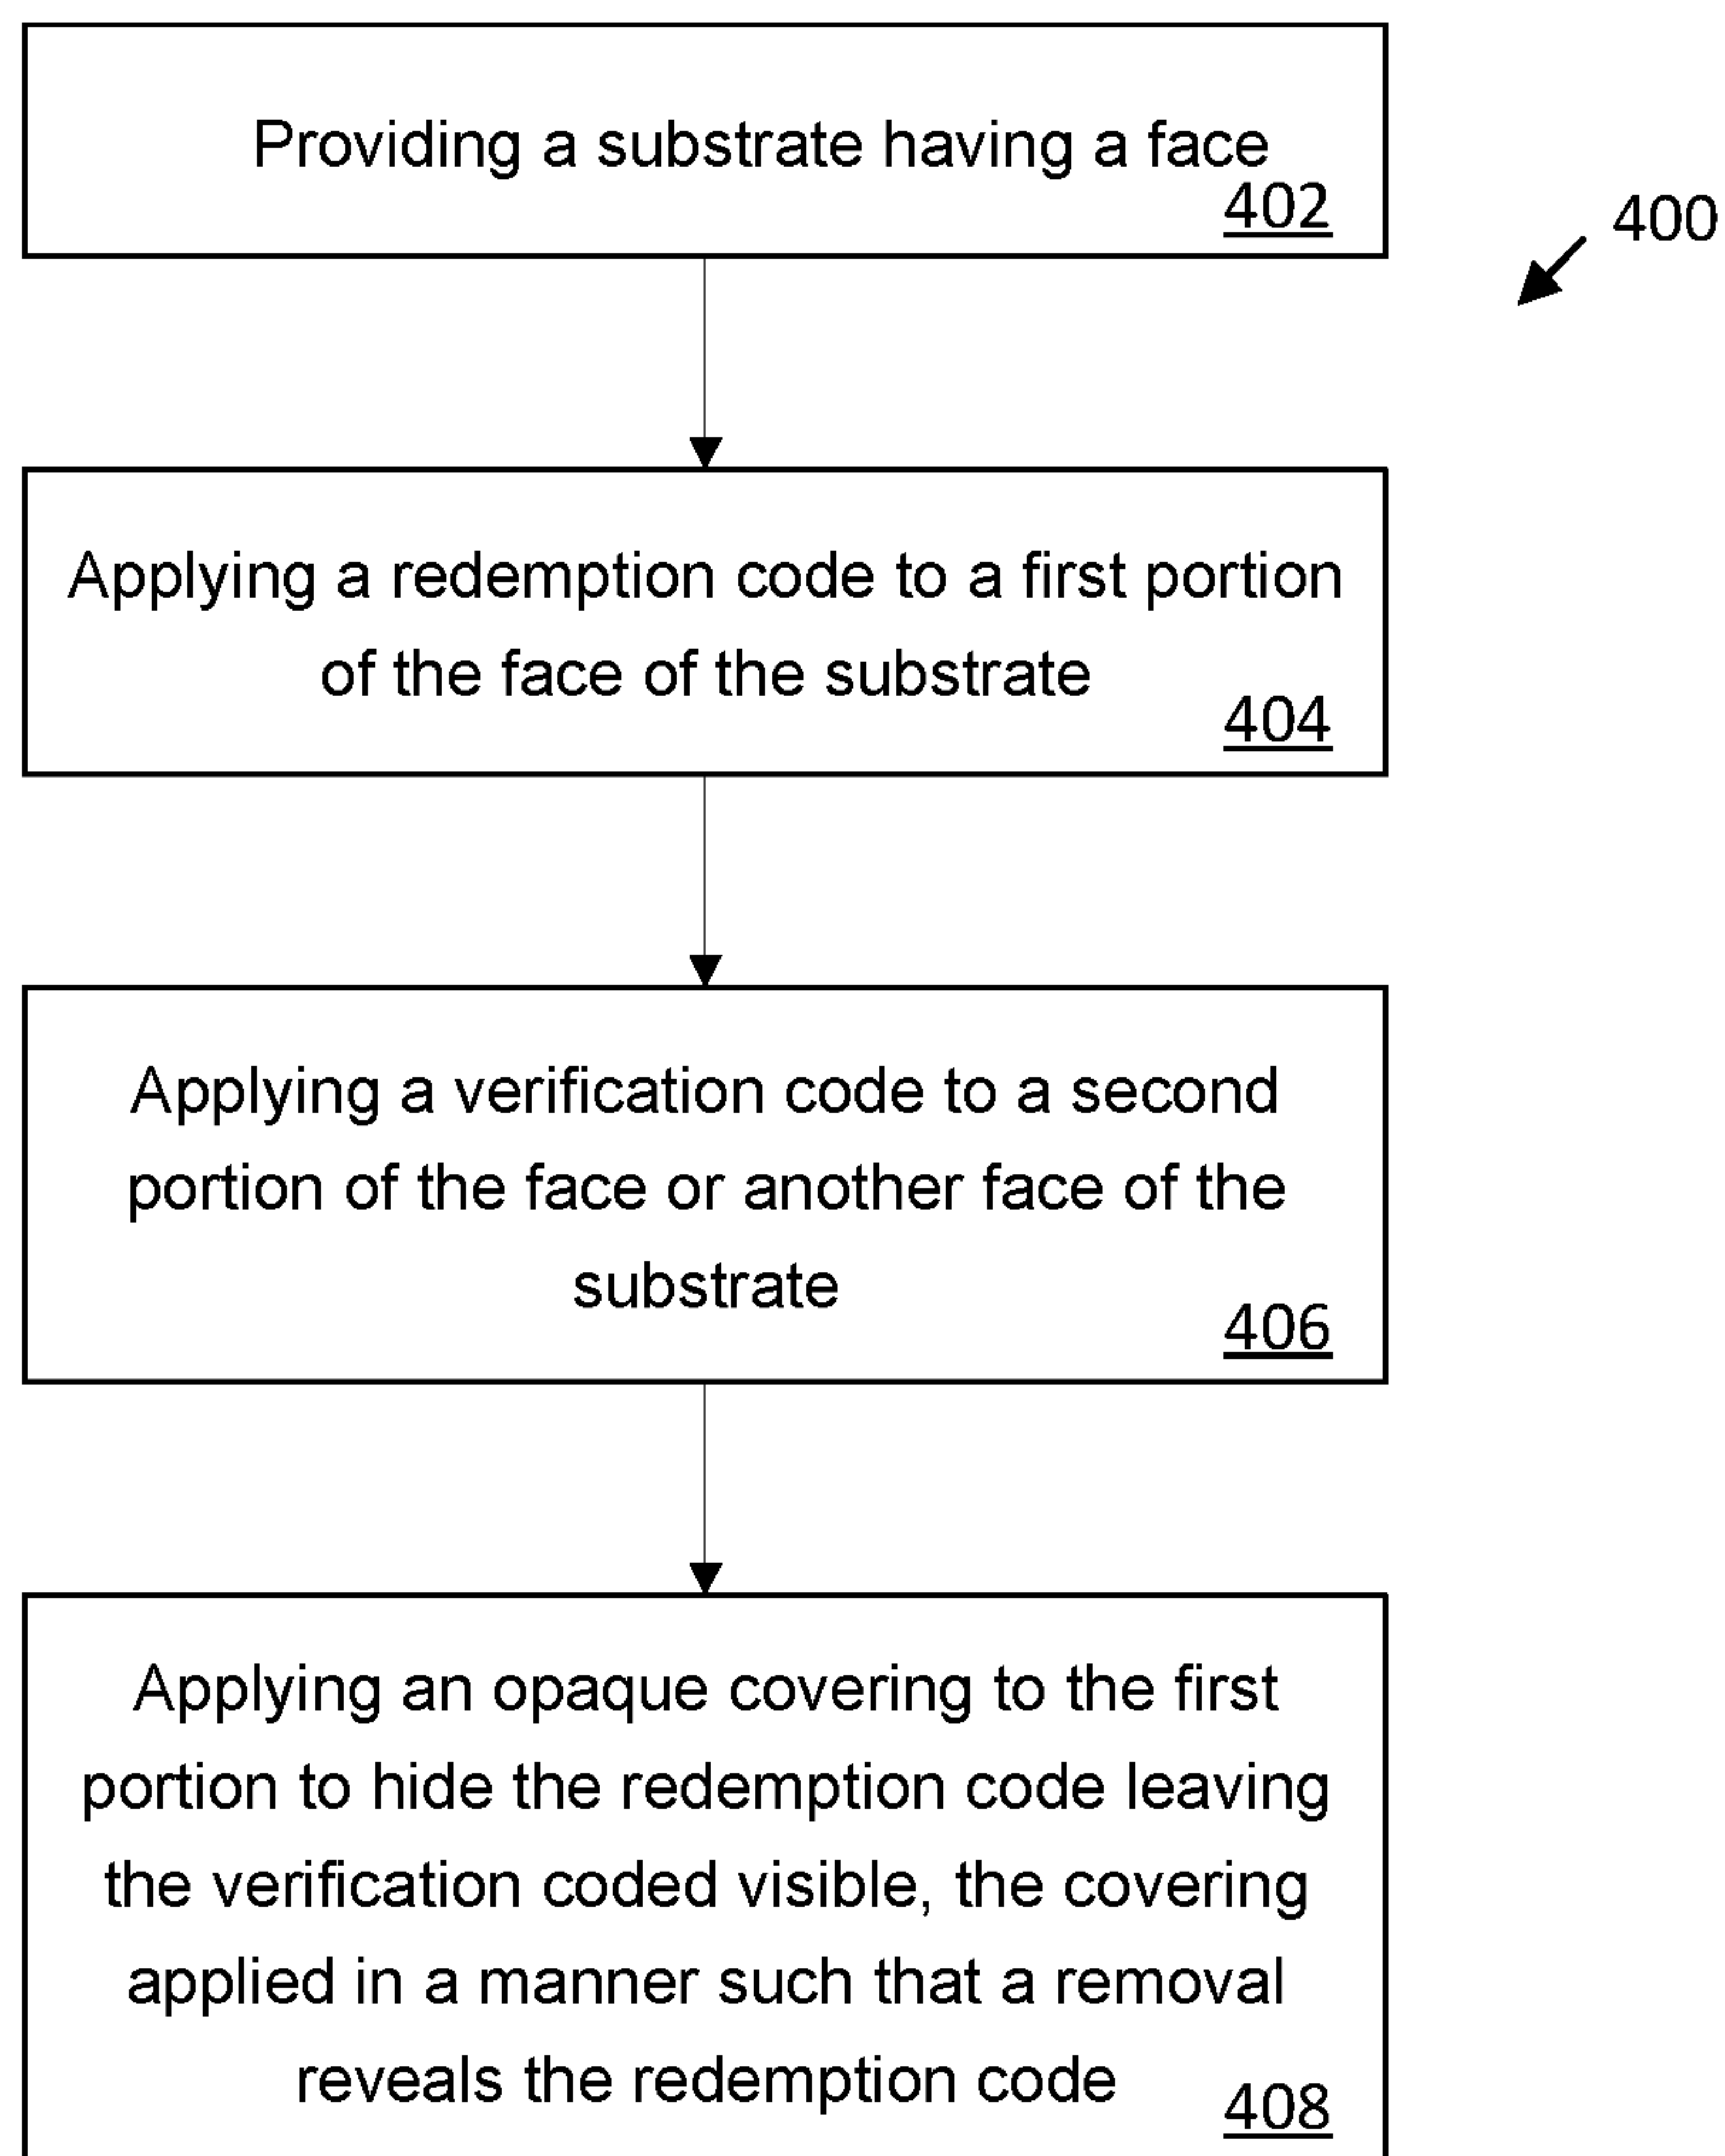 Providing a substrate having a face
402
400
Applying a redemption code to a first portion
of the face of the substrate
404
Applying a verification code to a second
portion of the face or another face of the
substrate
406
Applying an opaque covering to the first
portion to hide the redemption code leaving
the verification coded visible, the covering
applied in a manner such that a removal
reveals the redemption code
408